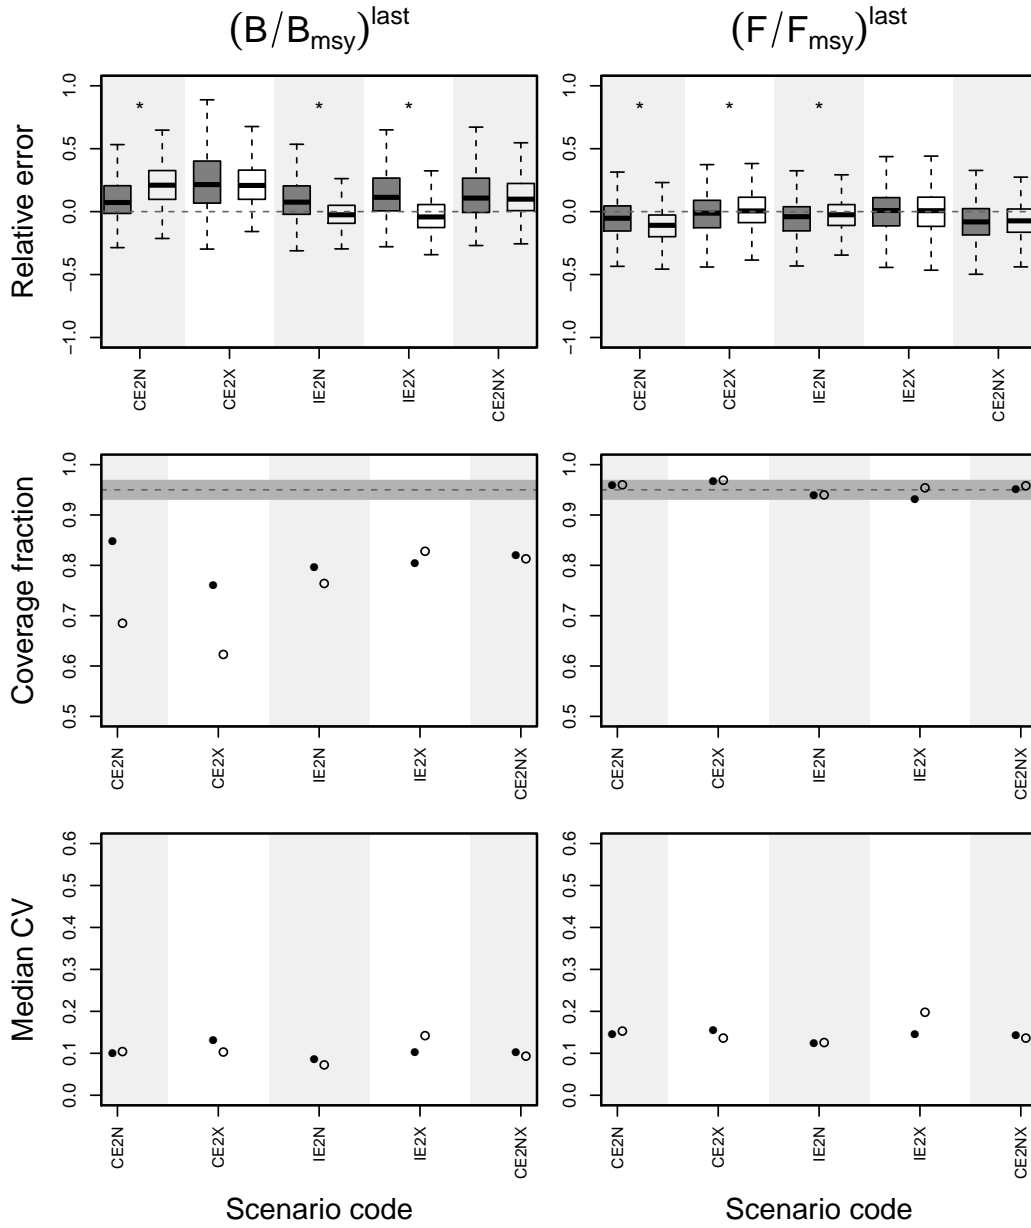 (B/Bmsy)last
(F/Fmsy)last
Relative error
1.0
0.5
0.0
−0.5
−1.0
* * *
CE2N
CE2X
IE2N
IE2X
CE2NX
1.0
0.5
0.0
−0.5
−1.0
* * *
CE2N
CE2X
IE2N
IE2X
CE2NX
Coverage fraction
1.0
0.9
0.8
0.7
0.6
0.5
CE2N
CE2X
IE2N
IE2X
CE2NX
1.0
0.9
0.8
0.7
0.6
0.5
CE2N
CE2X
IE2N
IE2X
CE2NX
Median CV
0.6
0.5
0.4
0.3
0.2
0.1
0.0
CE2N
CE2X
IE2N
IE2X
CE2NX
Scenario code
0.6
0.5
0.4
0.3
0.2
0.1
0.0
CE2N
CE2X
IE2N
IE2X
CE2NX
Scenario code